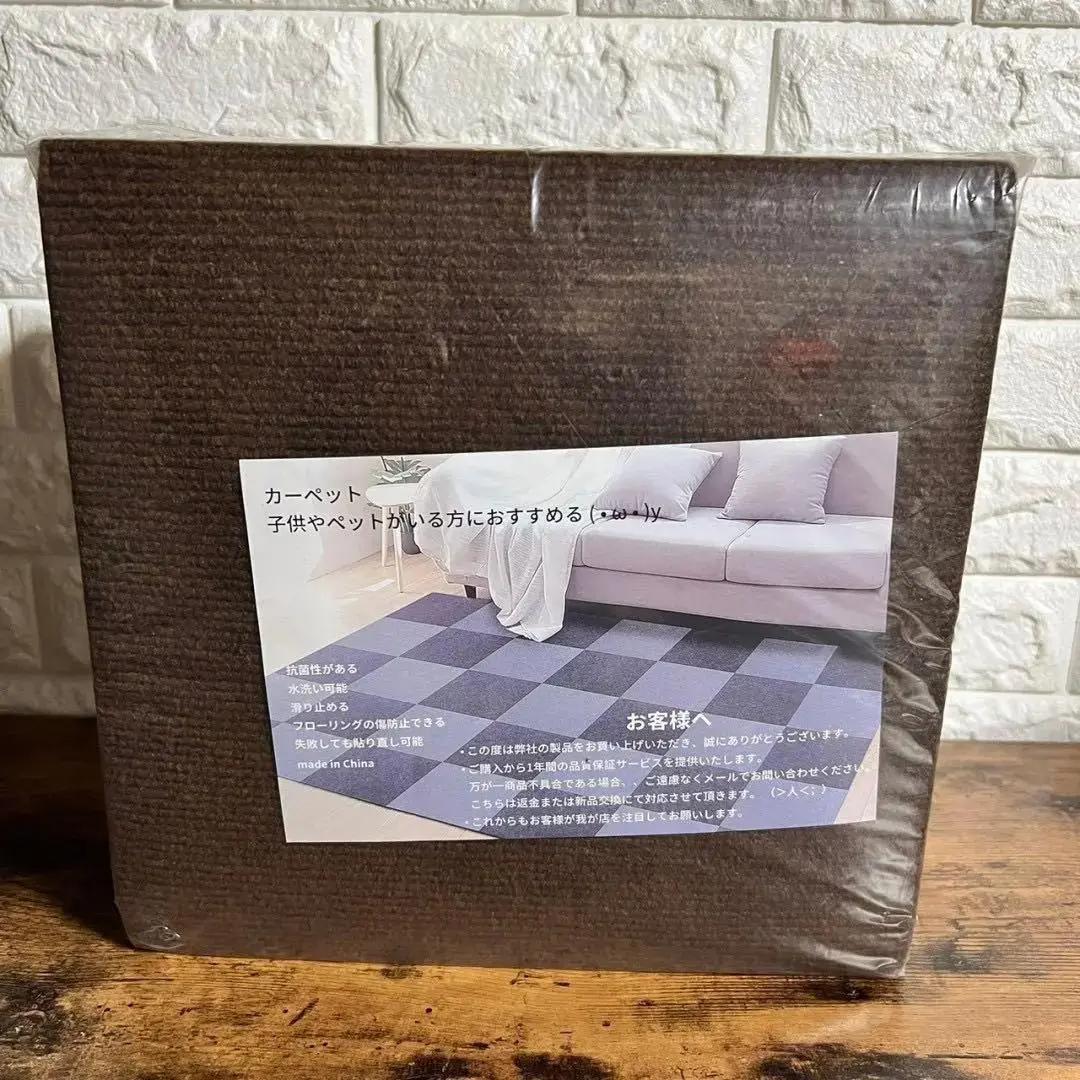 カーペット
子供やペットがいる方におすすめる (・ω・)y
抗菌性がある
水洗い可能
滑り止める
フローリングの傷防止できる
失敗しても貼り直し可能
made in China
お客様へ
・この度は弊社の製品をお買い上げいただき、誠にありがとうございます。
・ご購入から1年間の品質保証サービスを提供いたします。
万が一商品不具合である場合、、ご遠慮なくメールでお問い合わせください。
こちらは返金または新品交換にて対応させて頂きます。 (>人<;)
・これからもお客様が我が店を注目してお願いします。